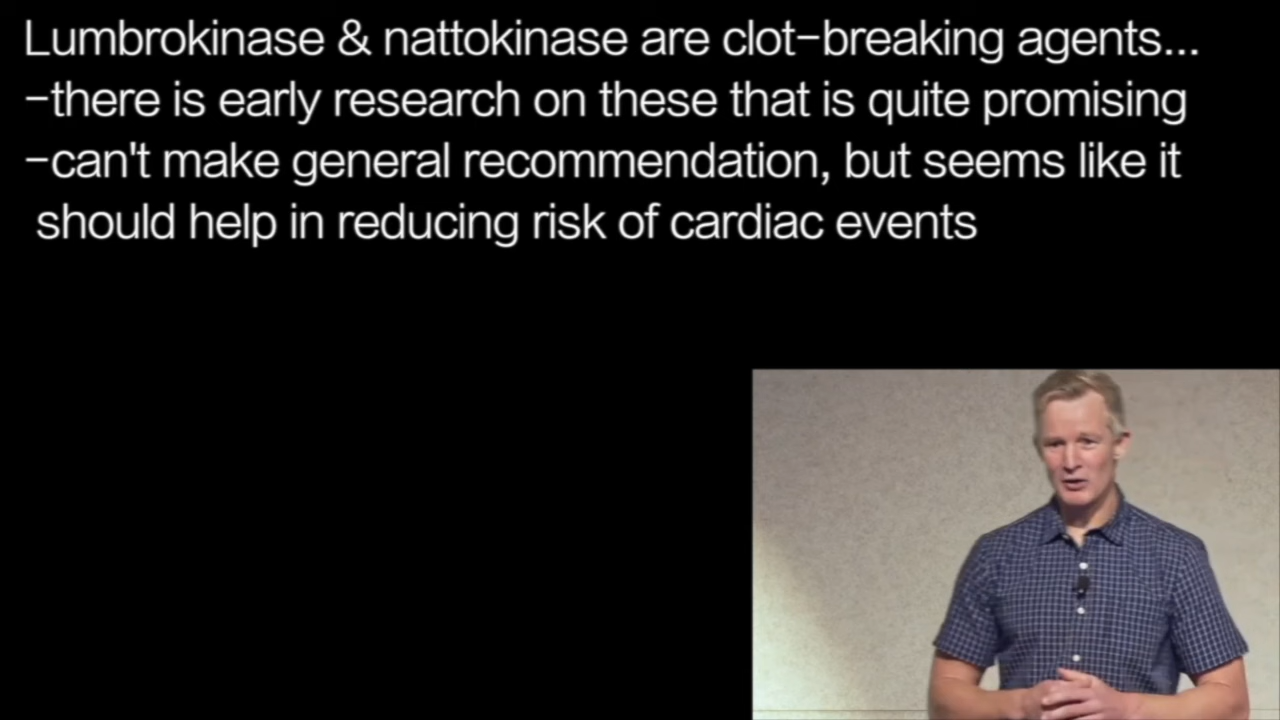 Lumbrokinase & nattokinase are clot-breaking agents...
-there is early research on these that is quite promising
-can't make general recommendation, but seems like it
should help in reducing risk of cardiac events